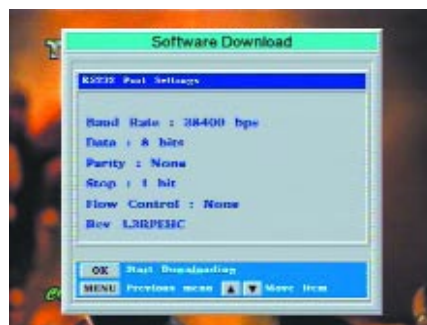 Software Download
RS232 Port Settings
Baud Rate : 38400 bps
Data : 8 bits
Parity : None
Stop : 1 bit
Flow Control : None
Rev
OK Start Downloading
MENU Previous menu ▲ ▼ Move Item